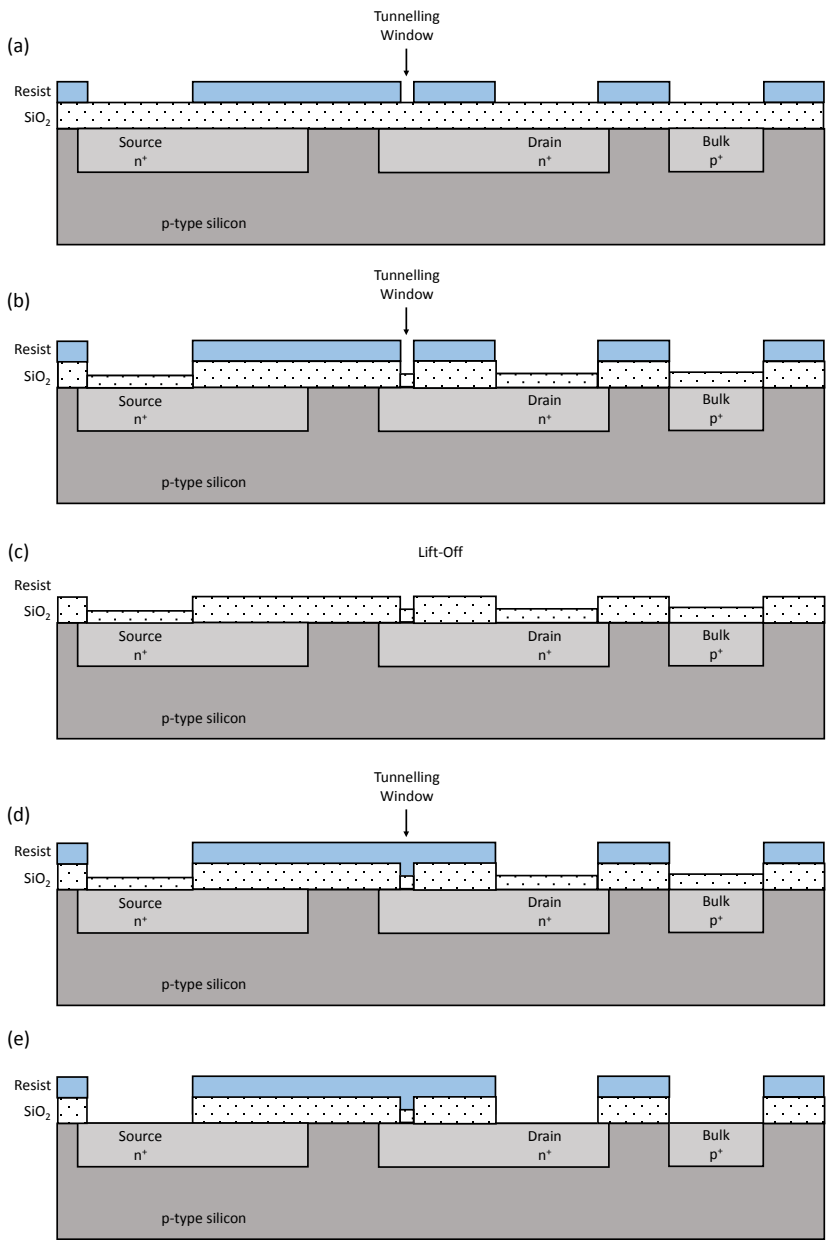 (a)
Tunnelling
Window
Resist
SiO₂
Source
n⁺
Drain
n⁺
Bulk
p⁺
p-type silicon
(b)
Tunnelling
Window
Resist
SiO₂
Source
n⁺
Drain
n⁺
Bulk
p⁺
p-type silicon
(c)
Lift-Off
Resist
SiO₂
Source
n⁺
Drain
n⁺
Bulk
p⁺
p-type silicon
(d)
Tunnelling
Window
Resist
SiO₂
Source
n⁺
Drain
n⁺
Bulk
p⁺
p-type silicon
(e)
Resist
SiO₂
Source
n⁺
Drain
n⁺
Bulk
p⁺
p-type silicon